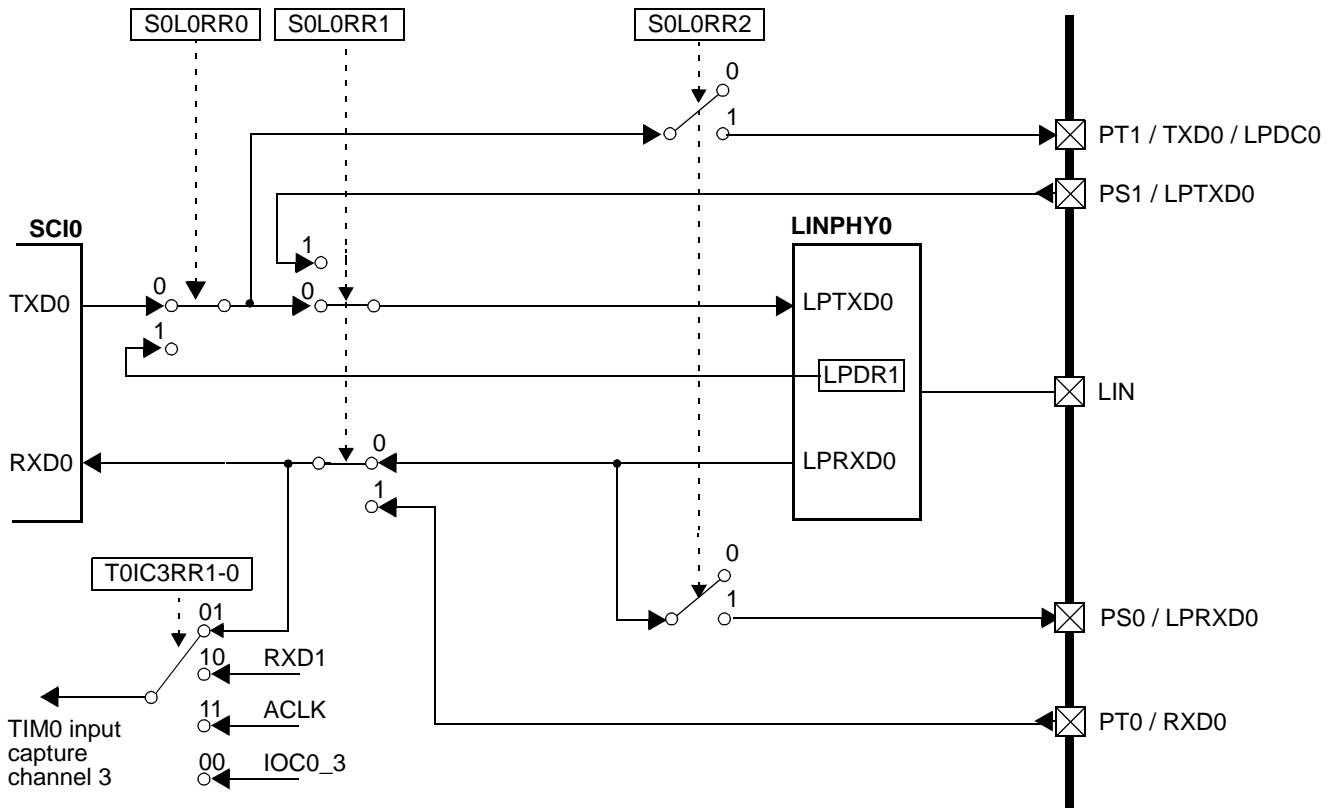 S0L0RR0
S0L0RR1
S0L0RR2
0
1
PT1 / TXD0 / LPDC0
PS1 / LPTXD0
SCI0
LINPHY0
1
0
0
TXD0
LPTXD0
1
LPDR1
LIN
0
RXD0
LPRXD0
1
0
T0IC3RR1-0
1
01
PS0 / LPRXD0
10
RXD1
11
ACLK
PT0 / RXD0
TIM0 input
capture
channel 3
00
IOC0_3